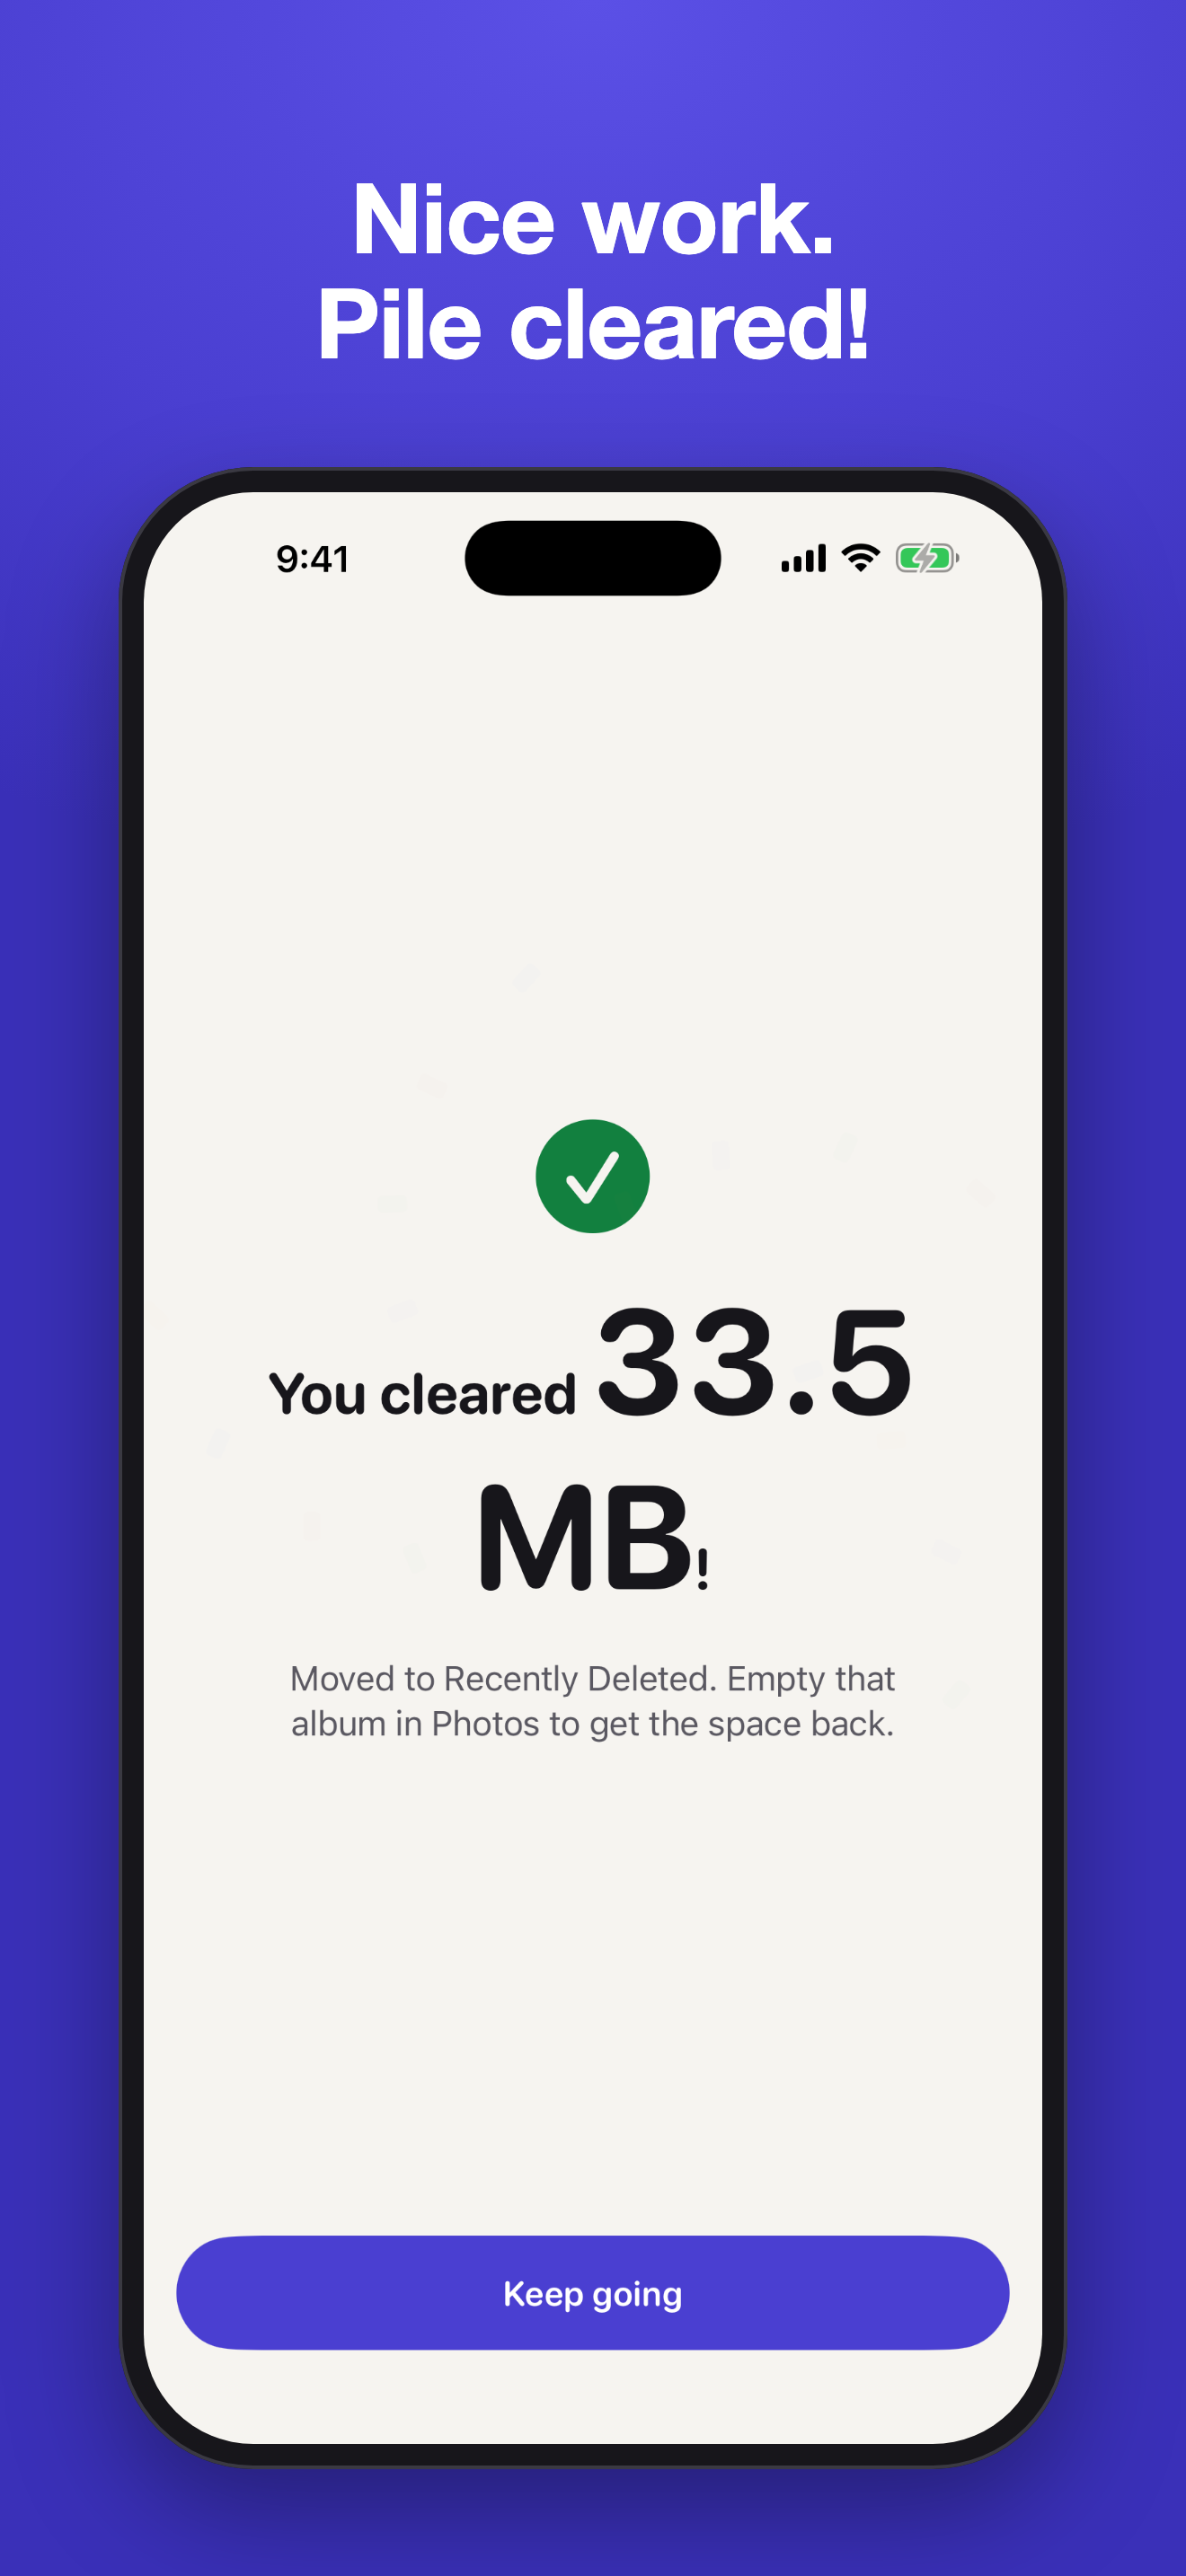 Nice work.
Pile cleared!
9:41
You cleared 33.5
MB!
Moved to Recently Deleted. Empty that
album in Photos to get the space back.
Keep going